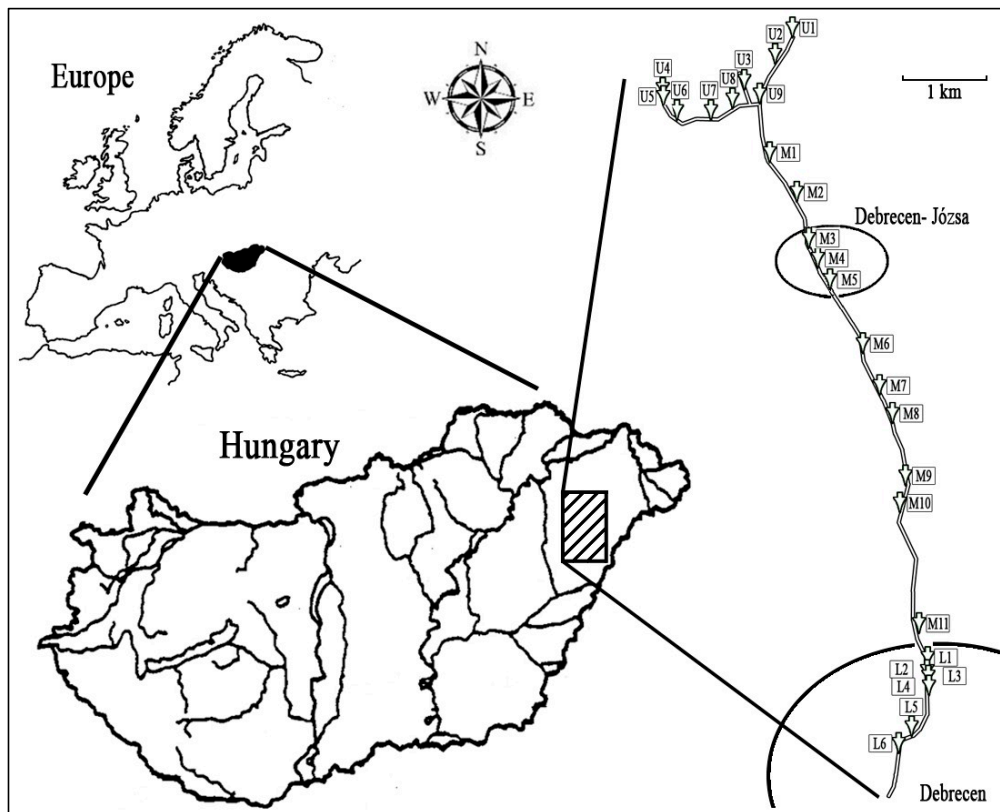 Europe
N
W
E
S
Hungary
U1
U2
U3
U4
U5
U6
U7
U8
U9
1 km
M1
M2
Debrecen- Józsa
M3
M4
M5
M6
M7
M8
M9
M10
M11
L1
L2
L3
L4
L5
L6
Debrecen